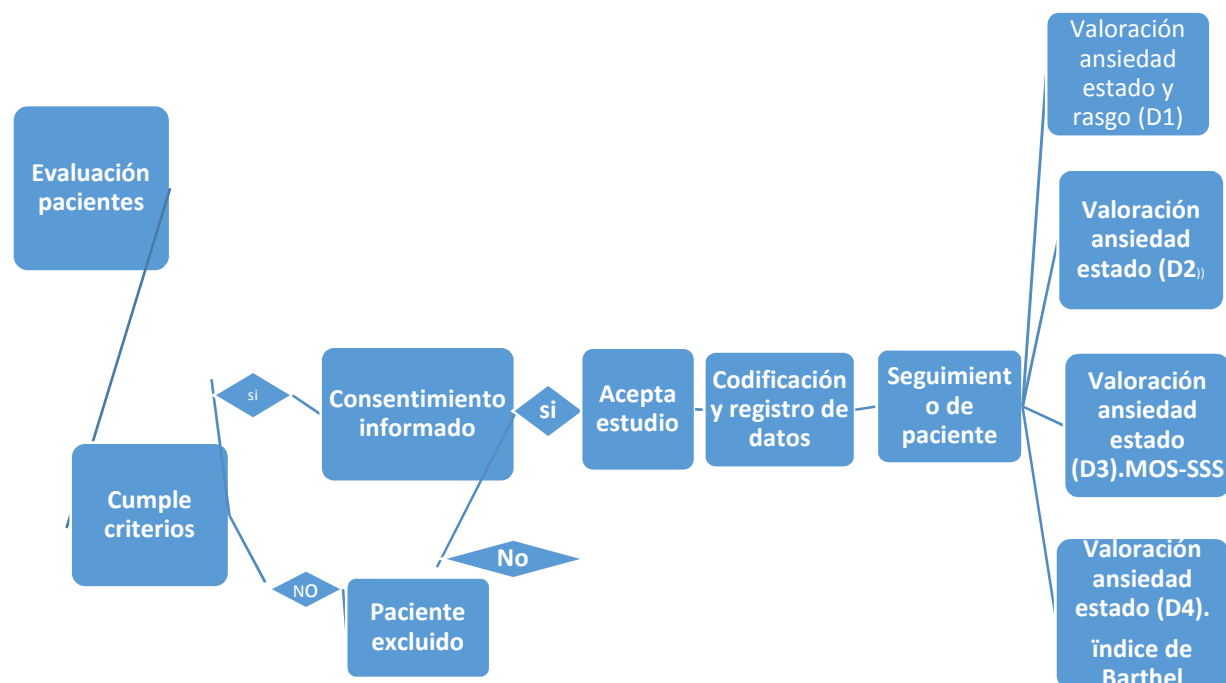 Evaluación
pacientes
Cumple
criterios
si
NO
Consentimiento
informado
Paciente
excluido
si
No
Acepta
estudio
Codificación
y registro de
datos
Seguimient
o de
paciente
Valoración
ansiedad
estado y
rasgo (D1)
Valoración
ansiedad
estado (D2))
Valoración
ansiedad
estado
(D3).MOS-SSS
Valoración
ansiedad
estado (D4).
ïndice de
Barthel